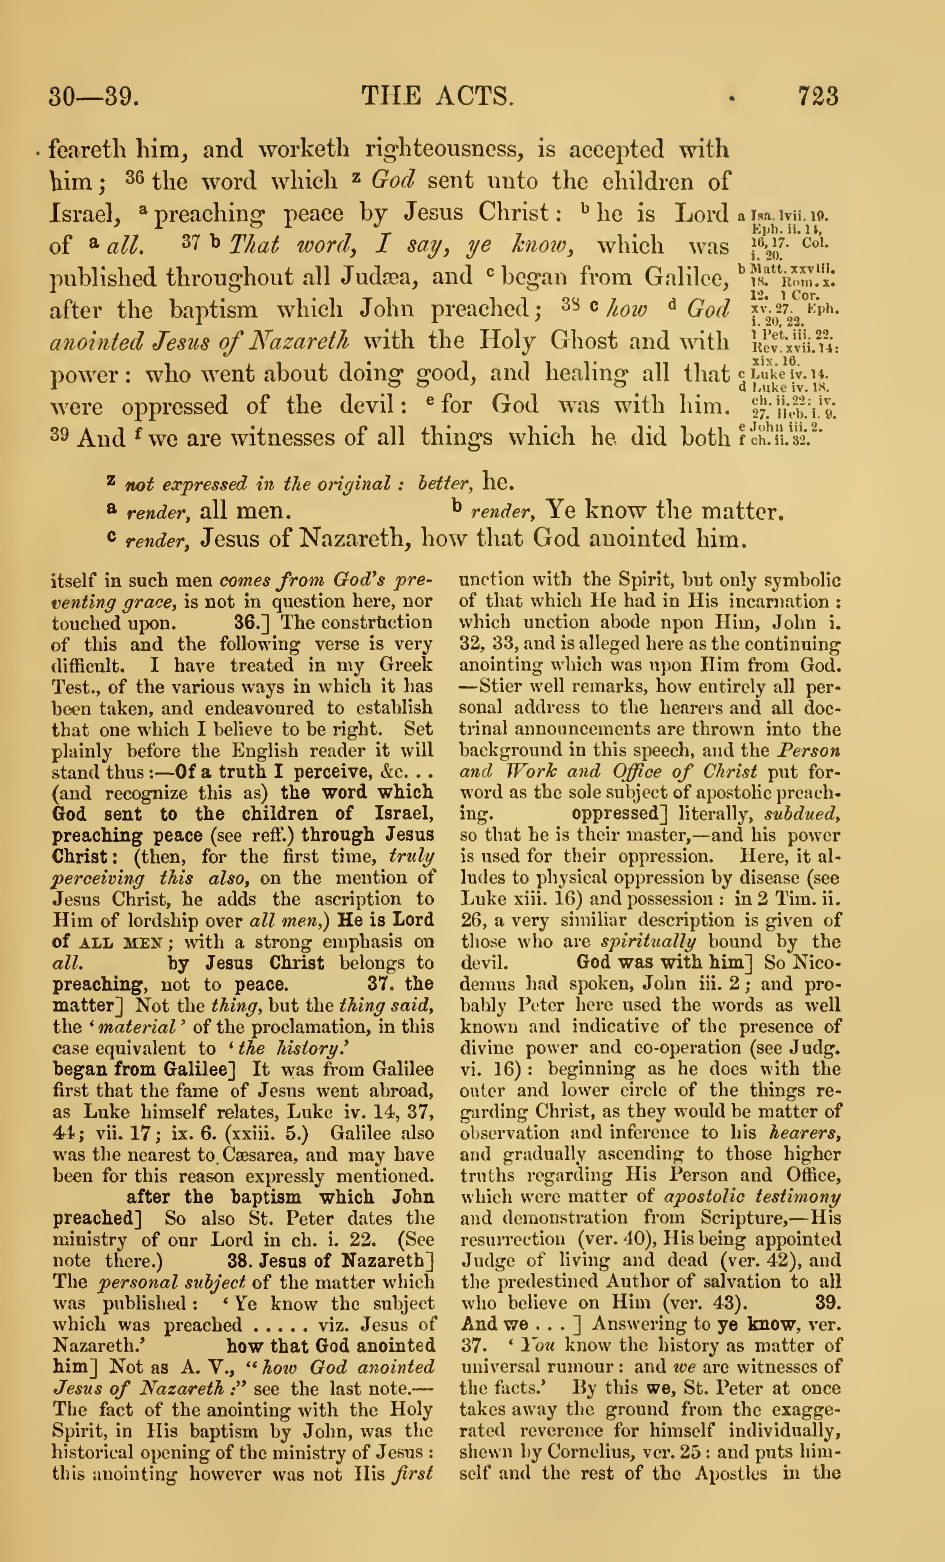 30—39.
THE ACTS.
723
feareth him, and worketh righteousness, is accepted with
him; 36 the word which z God sent unto the children of
Israel, a preaching peace by Jesus Christ: b he is Lord
of a all. 37 b That word, I say, ye know, which was
published throughout all Judæa, and c began from Galilee,
after the baptism which John preached; 38 c how d God
anointed Jesus of Nazareth with the Holy Ghost and with
power: who went about doing good, and healing all that
were oppressed of the devil: e for God was with him.
39 And f we are witnesses of all things which he did both
a Isa. lvii. 19.
Eph. ii. 14,
16, 17. Col.
i. 20.
b Matt. xxviii.
18. Rom. x.
12. 1 Cor.
xv. 27. Eph.
i. 20, 22.
1 Pet. iii. 22.
Rev. xvii. 14:
xix. 16.
c Luke iv. 14.
d Luke iv. 18.
ch. ii. 22: iv.
27. Heb. i. 9.
e John iii. 2.
f ch. ii. 32.
z not expressed in the original: better, he.
a render, all men.
b render, Ye know the matter.
c render, Jesus of Nazareth, how that God anointed him.
itself in such men comes from God's pre-
venting grace, is not in question here, nor
touched upon. 36.] The construction
of this and the following verse is very
difficult. I have treated in my Greek
Test., of the various ways in which it has
been taken, and endeavoured to establish
that one which I believe to be right. Set
plainly before the English reader it will
stand thus:—Of a truth I perceive, &c. . .
(and recognize this as) the word which
God sent to the children of Israel,
preaching peace (see reff.) through Jesus
Christ: (then, for the first time, truly
perceiving this also, on the mention of
Jesus Christ, he adds the ascription to
Him of lordship over all men,) He is Lord
of ALL MEN; with a strong emphasis on
all. by Jesus Christ belongs to
preaching, not to peace. 37. the
matter] Not the thing, but the thing said,
the 'material' of the proclamation, in this
case equivalent to 'the history.'
began from Galilee] It was from Galilee
first that the fame of Jesus went abroad,
as Luke himself relates, Luke iv. 14, 37,
44; vii. 17; ix. 6. (xxiii. 5.) Galilee also
was the nearest to Cæsarea, and may have
been for this reason expressly mentioned.
after the baptism which John
preached] So also St. Peter dates the
ministry of our Lord in ch. i. 22. (See
note there.) 38. Jesus of Nazareth]
The personal subject of the matter which
was published: 'Ye know the subject
which was preached ..... viz. Jesus of
Nazareth.' how that God anointed
him] Not as A. V., "how God anointed
Jesus of Nazareth:" see the last note.—
The fact of the anointing with the Holy
Spirit, in His baptism by John, was the
historical opening of the ministry of Jesus:
this anointing however was not His first
unction with the Spirit, but only symbolic
of that which He had in His incarnation:
which unction abode upon Him, John i.
32, 33, and is alleged here as the continuing
anointing which was upon Him from God.
—Stier well remarks, how entirely all per-
sonal address to the hearers and all doc-
trinal announcements are thrown into the
background in this speech, and the Person
and Work and Office of Christ put for-
word as the sole subject of apostolic preach-
ing. oppressed] literally, subdued,
so that he is their master,—and his power
is used for their oppression. Here, it al-
ludes to physical oppression by disease (see
Luke xiii. 16) and possession: in 2 Tim. ii.
26, a very similiar description is given of
those who are spiritually bound by the
devil. God was with him] So Nico-
demus had spoken, John iii. 2; and pro-
bably Peter here used the words as well
known and indicative of the presence of
divine power and co-operation (see Judg.
vi. 16): beginning as he does with the
outer and lower circle of the things re-
garding Christ, as they would be matter of
observation and inference to his hearers,
and gradually ascending to those higher
truths regarding His Person and Office,
which were matter of apostolic testimony
and demonstration from Scripture,—His
resurrection (ver. 40), His being appointed
Judge of living and dead (ver. 42), and
the predestined Author of salvation to all
who believe on Him (ver. 43). 39.
And we . . . ] Answering to ye know, ver.
37. 'You know the history as matter of
universal rumour: and we are witnesses of
the facts.' By this we, St. Peter at once
takes away the ground from the exagge-
rated reverence for himself individually,
shewn by Cornelius, ver. 25: and puts him-
self and the rest of the Apostles in the